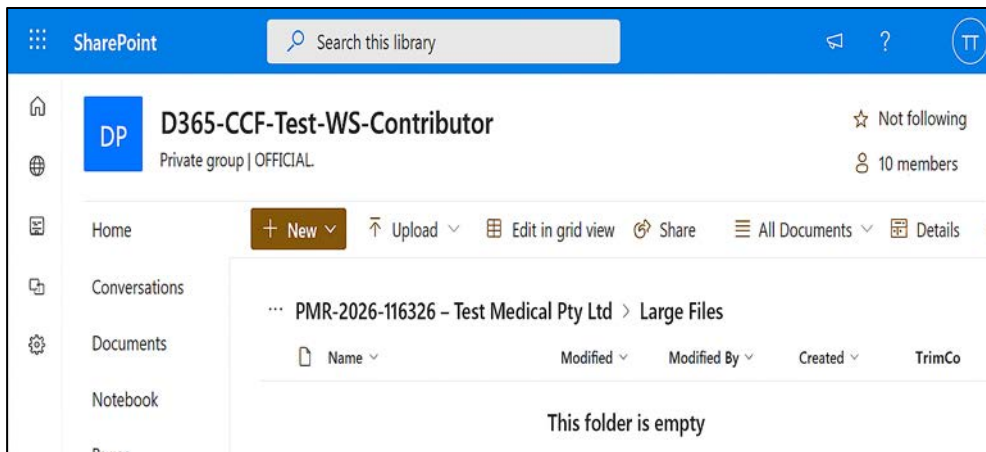 SharePoint
Search this library
?
TT
DP
D365-CCF-Test-WS-Contributor
Private group | OFFICIAL.
Not following
10 members
Home
+ New
Upload
Edit in grid view
Share
All Documents
Details
Conversations
··· PMR-2026-116326 – Test Medical Pty Ltd > Large Files
Documents
Name
Modified
Modified By
Created
TrimCo
Notebook
This folder is empty